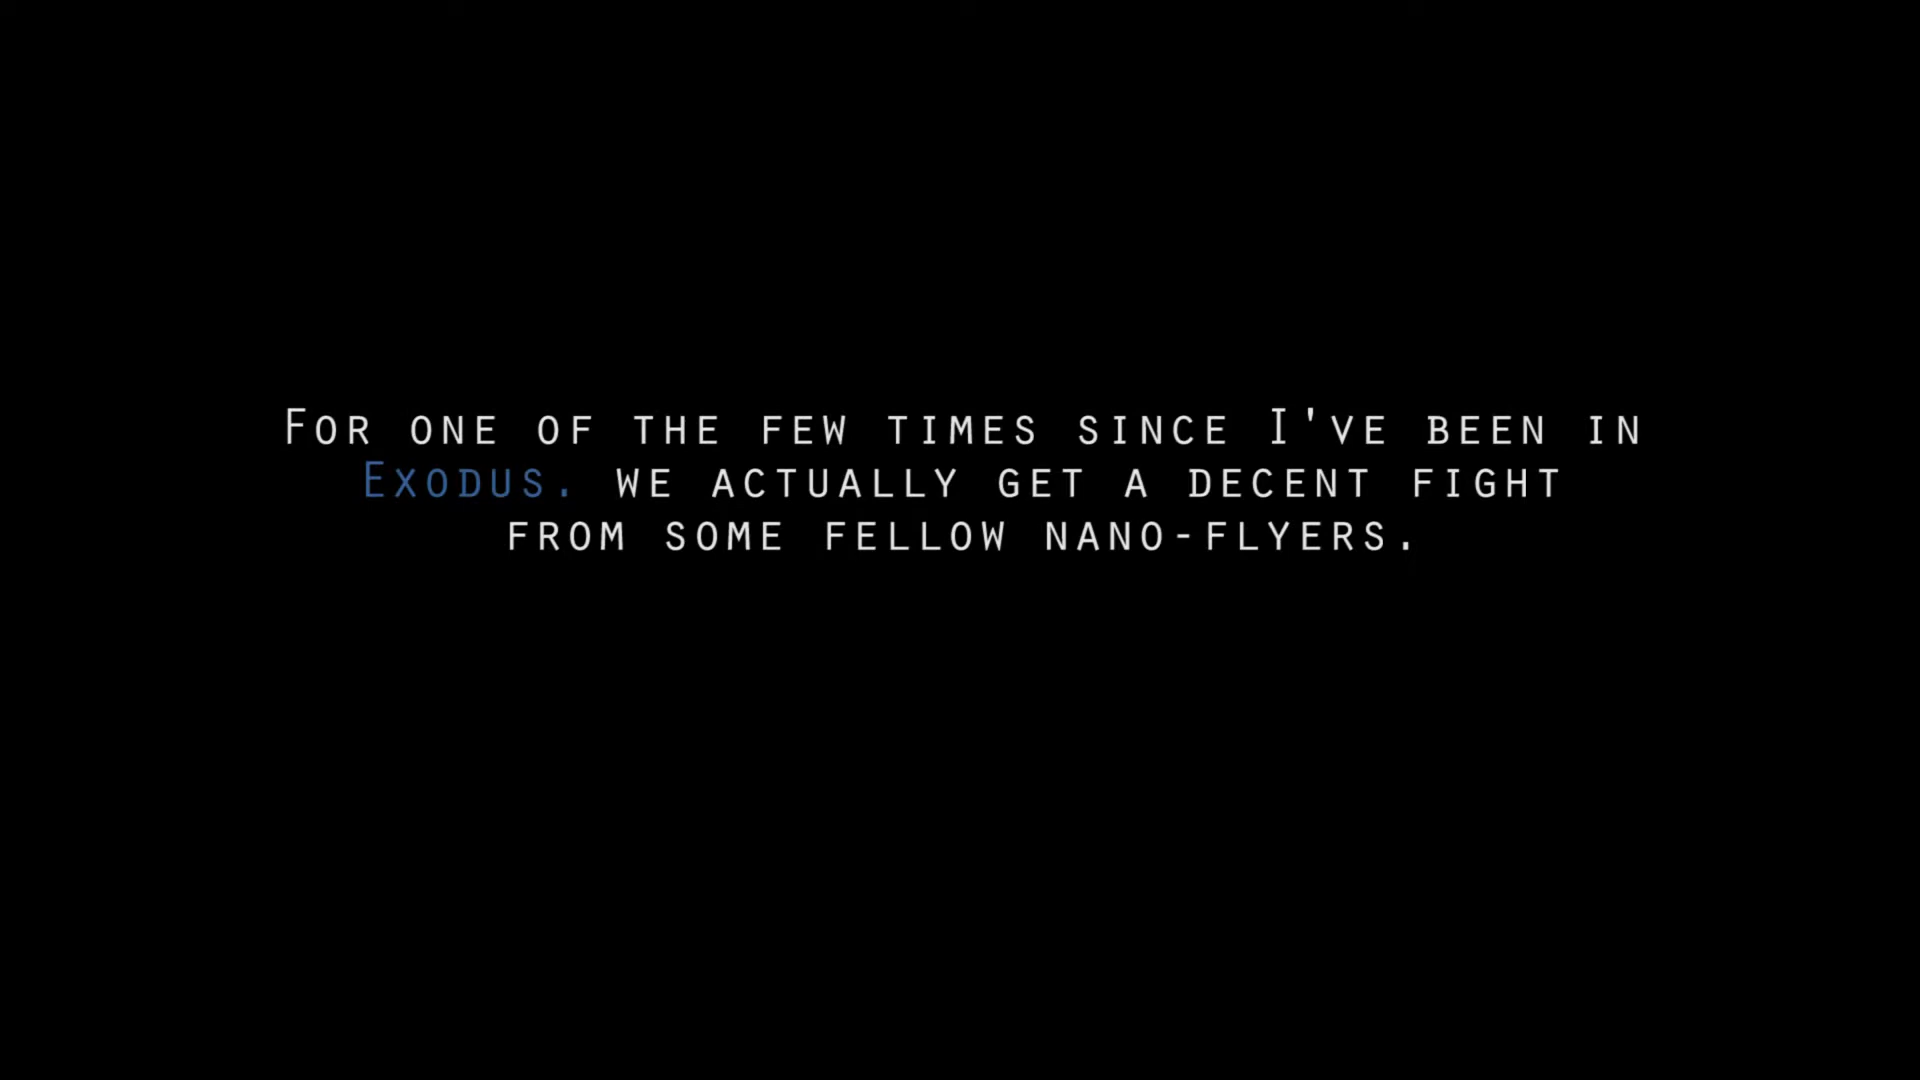 For one of the few times since I've been in
Exodus. we actually get a decent fight
from some fellow nano-flyers.